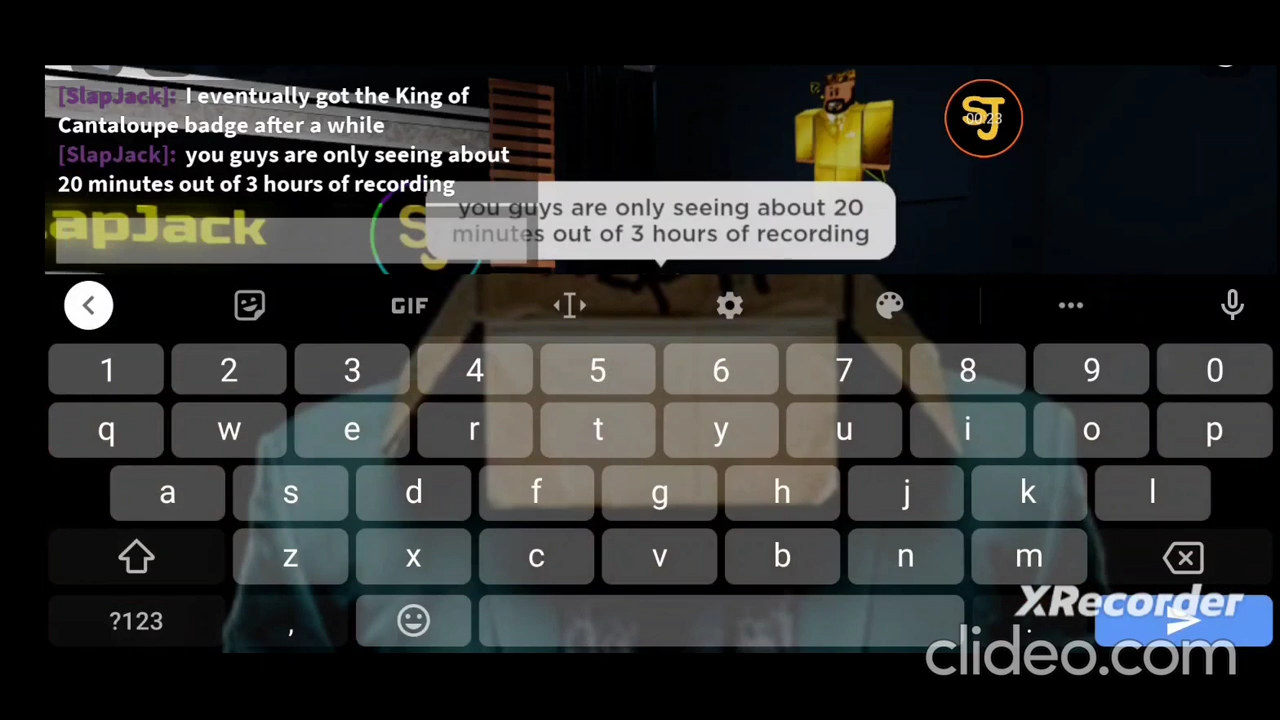 [SlapJack]: I eventually got the King of
Cantaloupe badge after a while
[SlapJack]: you guys are only seeing about
20 minutes out of 3 hours of recording
SJ
00:23
you guys are only seeing about 20
minutes out of 3 hours of recording
apJack
GIF
1 2 3 4 5 6 7 8 9 0
q w e r t y u i o p
a s d f g h j k l
z x c v b n m
?123 , .
XRecorder
clideo.com